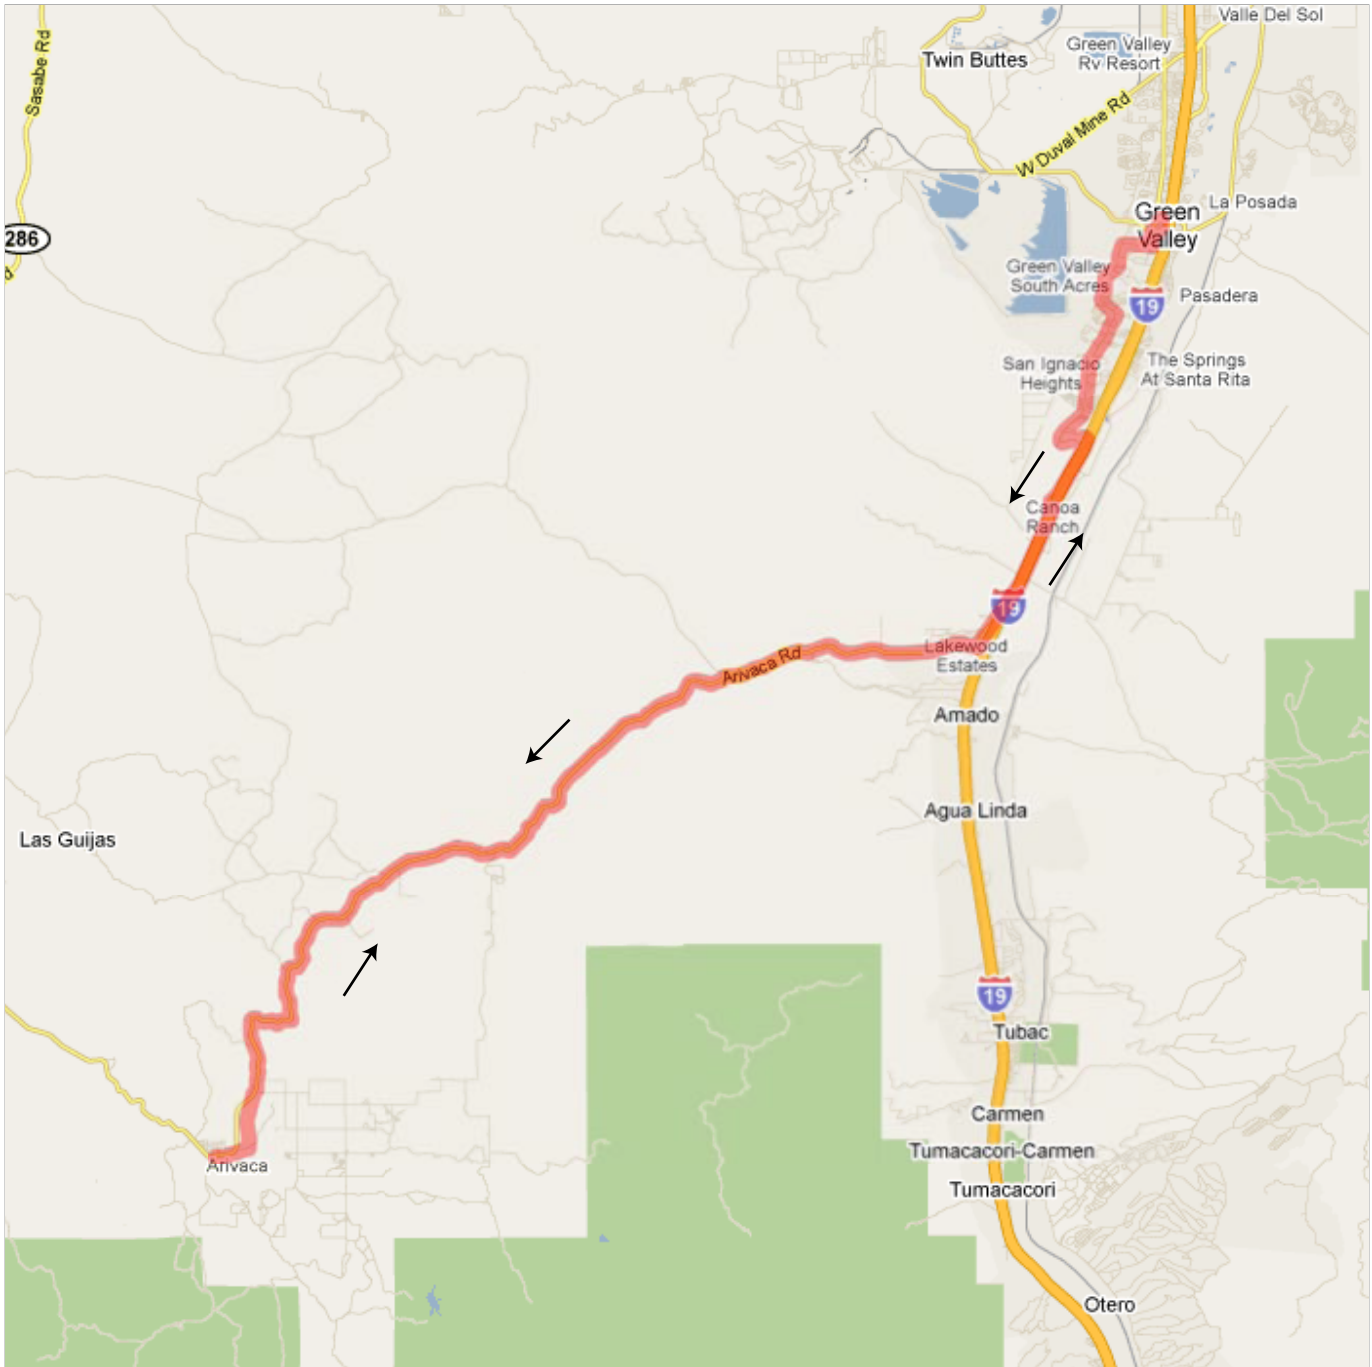 Valle Del Sol
Sasabe Rd
Green Valley
Rv Resort
Twin Buttes
W Duval Mine Rd
La Posada
Green
Valley
286
Green Valley
South Acres
Pasadera
19
San Ignacio
Heights
The Springs
At Santa Rita
Canoa
Ranch
19
Lakewood
Estates
Arivaca Rd
Amado
Agua Linda
Las Guijas
19
Tubac
Carmen
Tumacacori-Carmen
Arivaca
Tumacacori
Otero